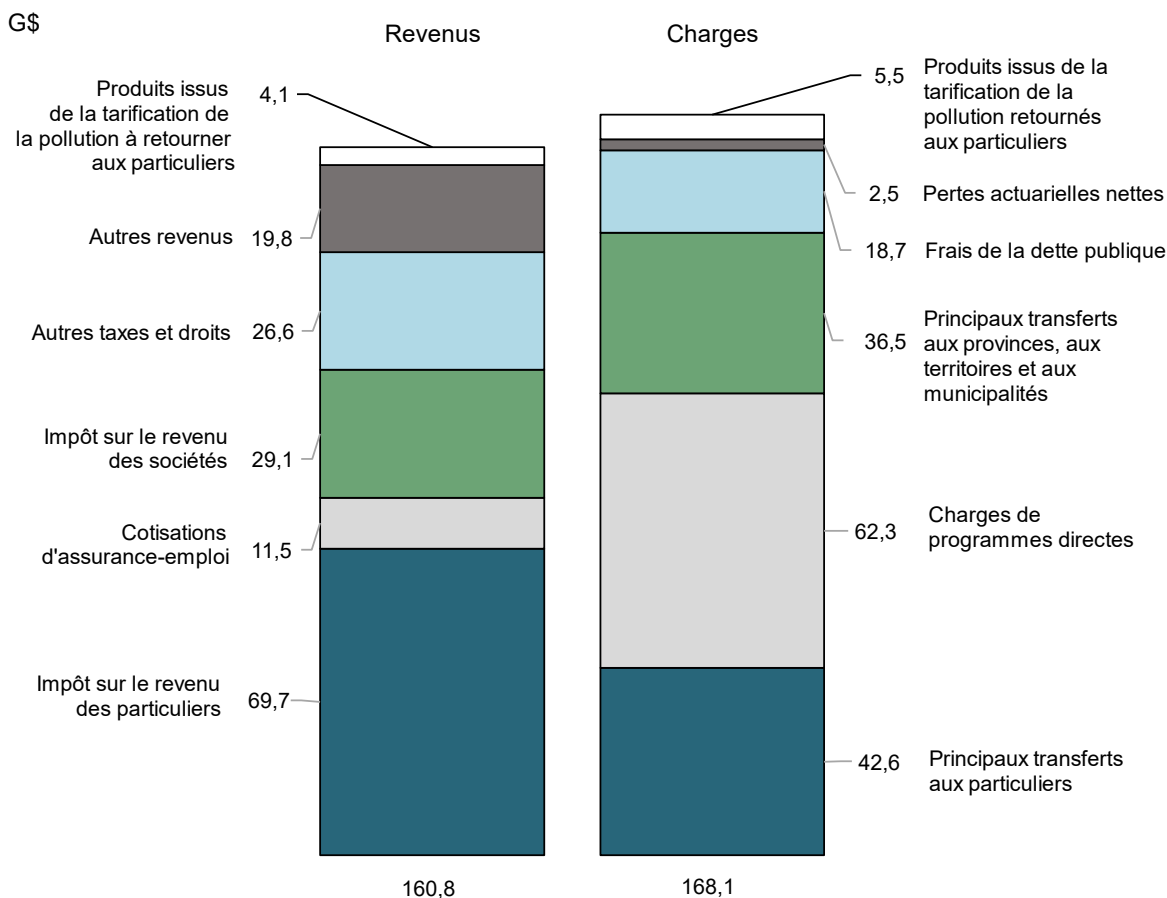 G$
Revenus
Charges
Produits issus
de la tarification de
la pollution à retourner
aux particuliers
4,1
Autres revenus
19,8
Autres taxes et droits
26,6
Impôt sur le revenu
des sociétés
29,1
Cotisations
d'assurance-emploi
11,5
Impôt sur le revenu
des particuliers
69,7
160,8
5,5
Produits issus de la
tarification de la
pollution retournés
aux particuliers
2,5
Pertes actuarielles nettes
18,7
Frais de la dette publique
36,5
Principaux transferts
aux provinces, aux
territoires et aux
municipalités
62,3
Charges de
programmes directes
42,6
Principaux transferts
aux particuliers
168,1